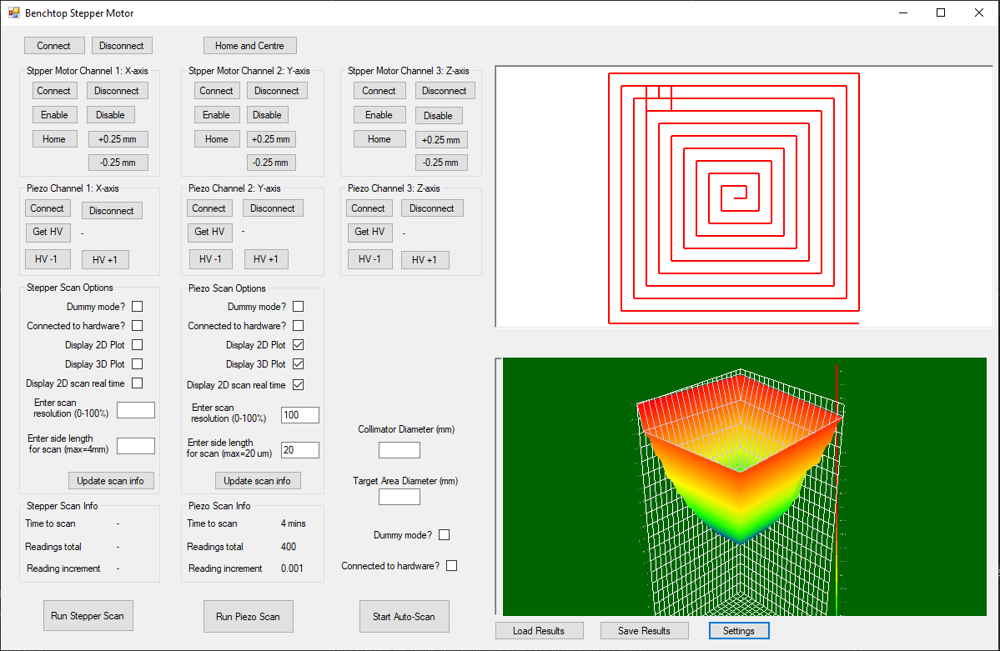 Benchtop Stepper Motor
Connect Disconnect Home and Centre
Stpper Motor Channel 1: X-axis
Connect Disconnect
Enable Disable
Home +0.25 mm
-0.25 mm
Stpper Motor Channel 2: Y-axis
Connect Disconnect
Enable Disable
Home +0.25 mm
-0.25 mm
Stpper Motor Channel 3: Z-axis
Connect Disconnect
Enable Disable
Home +0.25 mm
-0.25 mm
Piezo Channel 1: X-axis
Connect Disconnect
Get HV -
HV -1 HV +1
Piezo Channel 2: Y-axis
Connect Disconnect
Get HV -
HV -1 HV +1
Piezo Channel 3: Z-axis
Connect Disconnect
Get HV -
HV -1 HV +1
Stepper Scan Options
Dummy mode?
Connected to hardware?
Display 2D Plot
Display 3D Plot
Display 2D scan real time
Enter scan
resolution (0-100%)
Enter side length
for scan (max=4mm)
Update scan info
Piezo Scan Options
Dummy mode?
Connected to hardware?
Display 2D Plot
Display 3D Plot
Display 2D scan real time
Enter scan
resolution (0-100%) 100
Enter side length
for scan (max=20 um) 20
Update scan info
Stepper Scan Info
Time to scan -
Readings total -
Reading increment -
Piezo Scan Info
Time to scan 4 mins
Readings total 400
Reading increment 0.001
Collimator Diameter (mm)
Target Area Diameter (mm)
Dummy mode?
Connected to hardware?
Run Stepper Scan
Run Piezo Scan
Start Auto-Scan
Load Results Save Results Settings